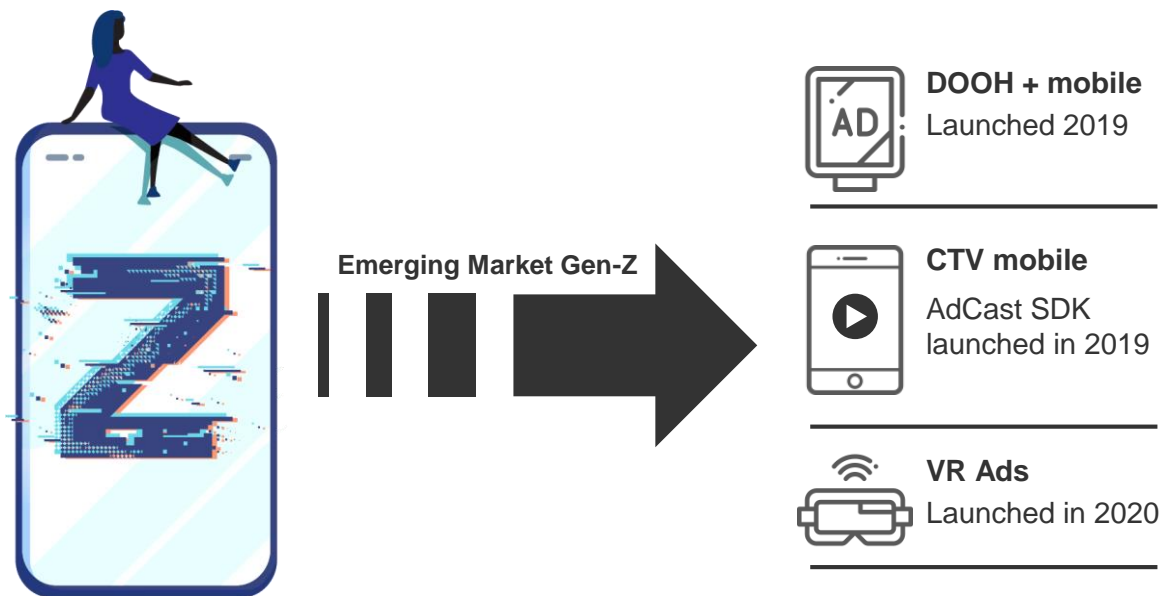 Z
Emerging Market Gen-Z
AD
DOOH + mobile
Launched 2019
CTV mobile
AdCast SDK
launched in 2019
VR Ads
Launched in 2020